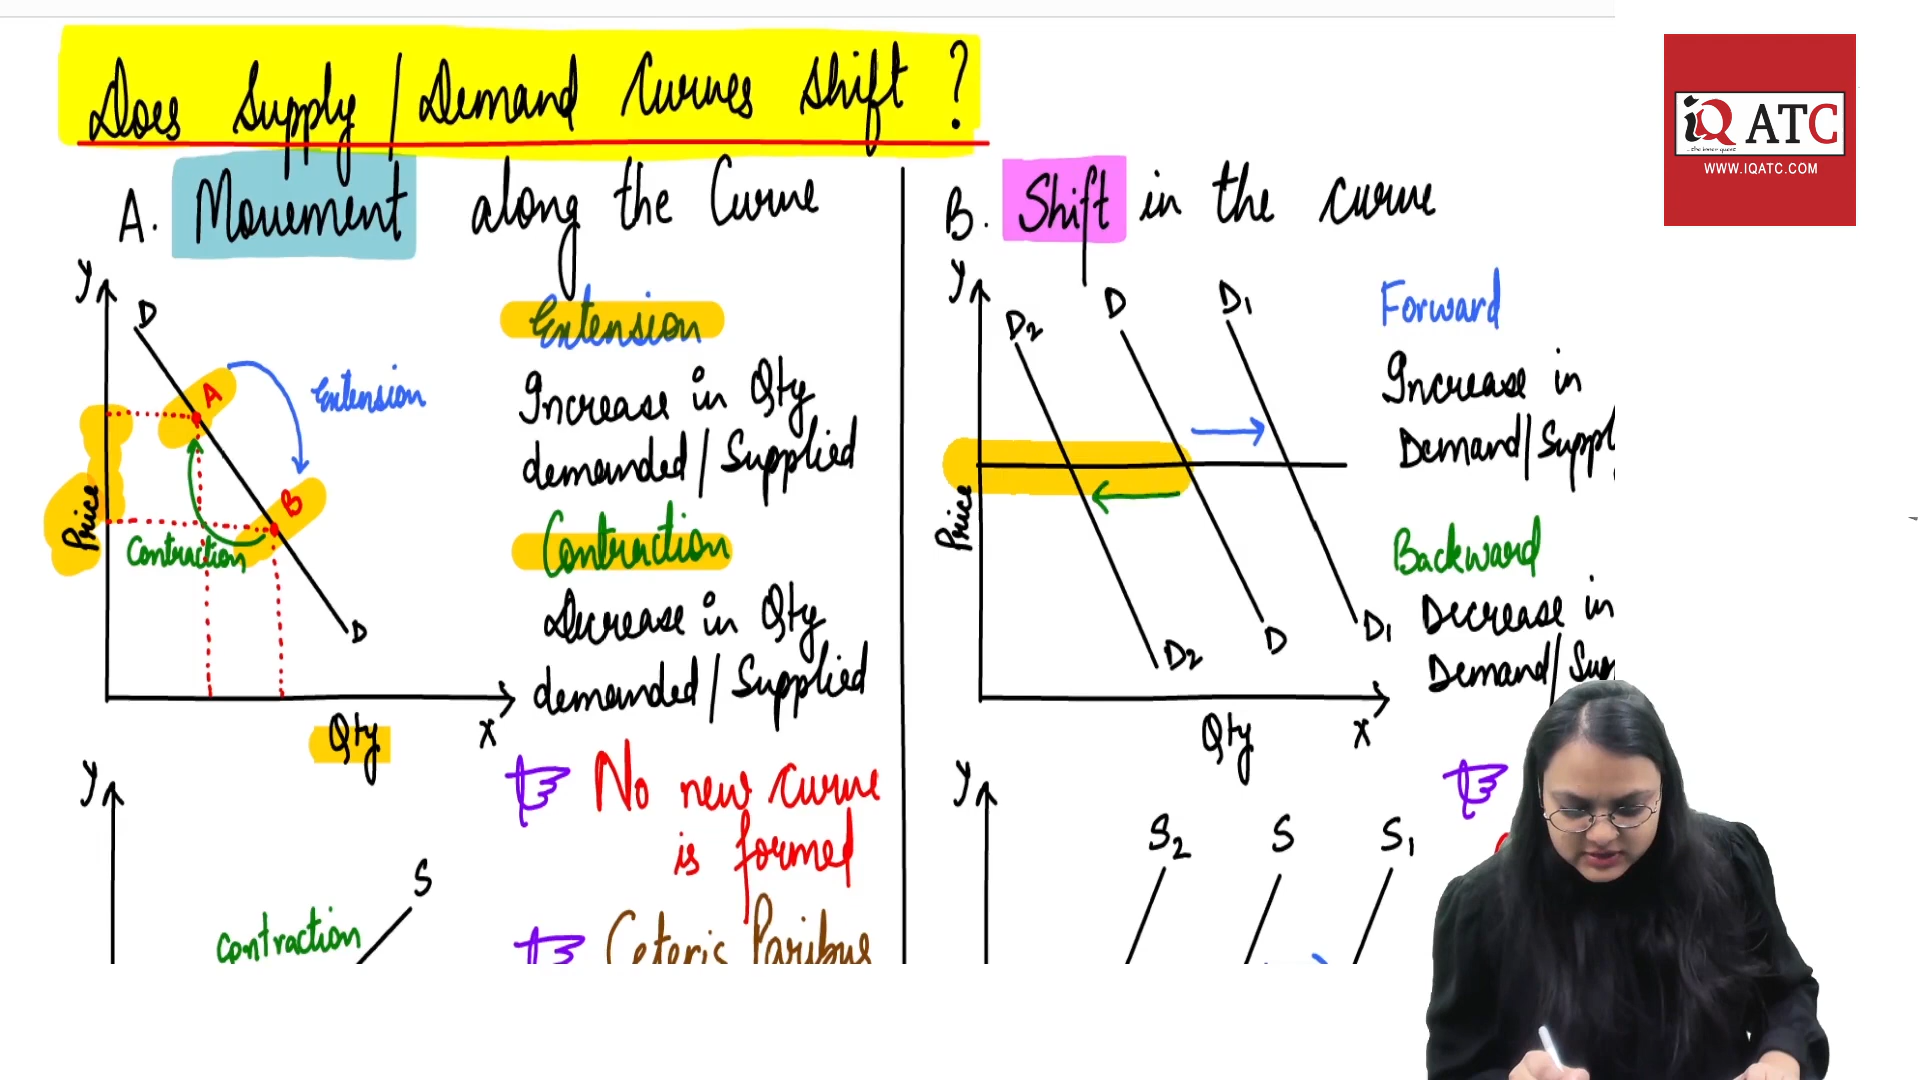 Does Supply / Demand Curves Shift ?
A. Movement along the Curve
Y
D
A
Extension
B
Contraction
Price
D
Qty
X
Extension
Increase in Qty
demanded / Supplied
Contraction
Decrease in Qty
demanded / Supplied
No new curve
is formed
Ceteris Paribus
Y
S
Contraction
B. Shift in the curve
Y
D2 D D1
Price
D2 D D1
Qty
X
Forward
Increase in
Demand/Suppl
Backward
Decrease in
Demand/Sup
Y
S2 S S1
iQ ATC
WWW.IQATC.COM